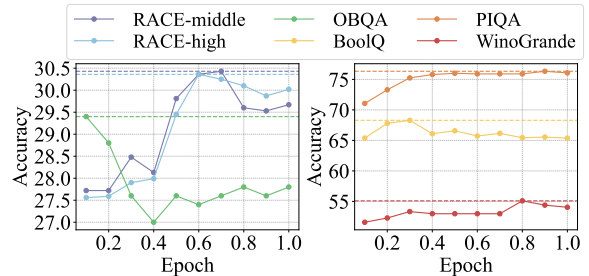 RACE-middle OBQA PIQA
RACE-high BoolQ WinoGrande
30.5
30.0
29.5
29.0
28.5
28.0
27.5
27.0
Accuracy
0.2 0.4 0.6 0.8 1.0
Epoch
75
70
65
55
Accuracy
0.2 0.4 0.6 0.8 1.0
Epoch